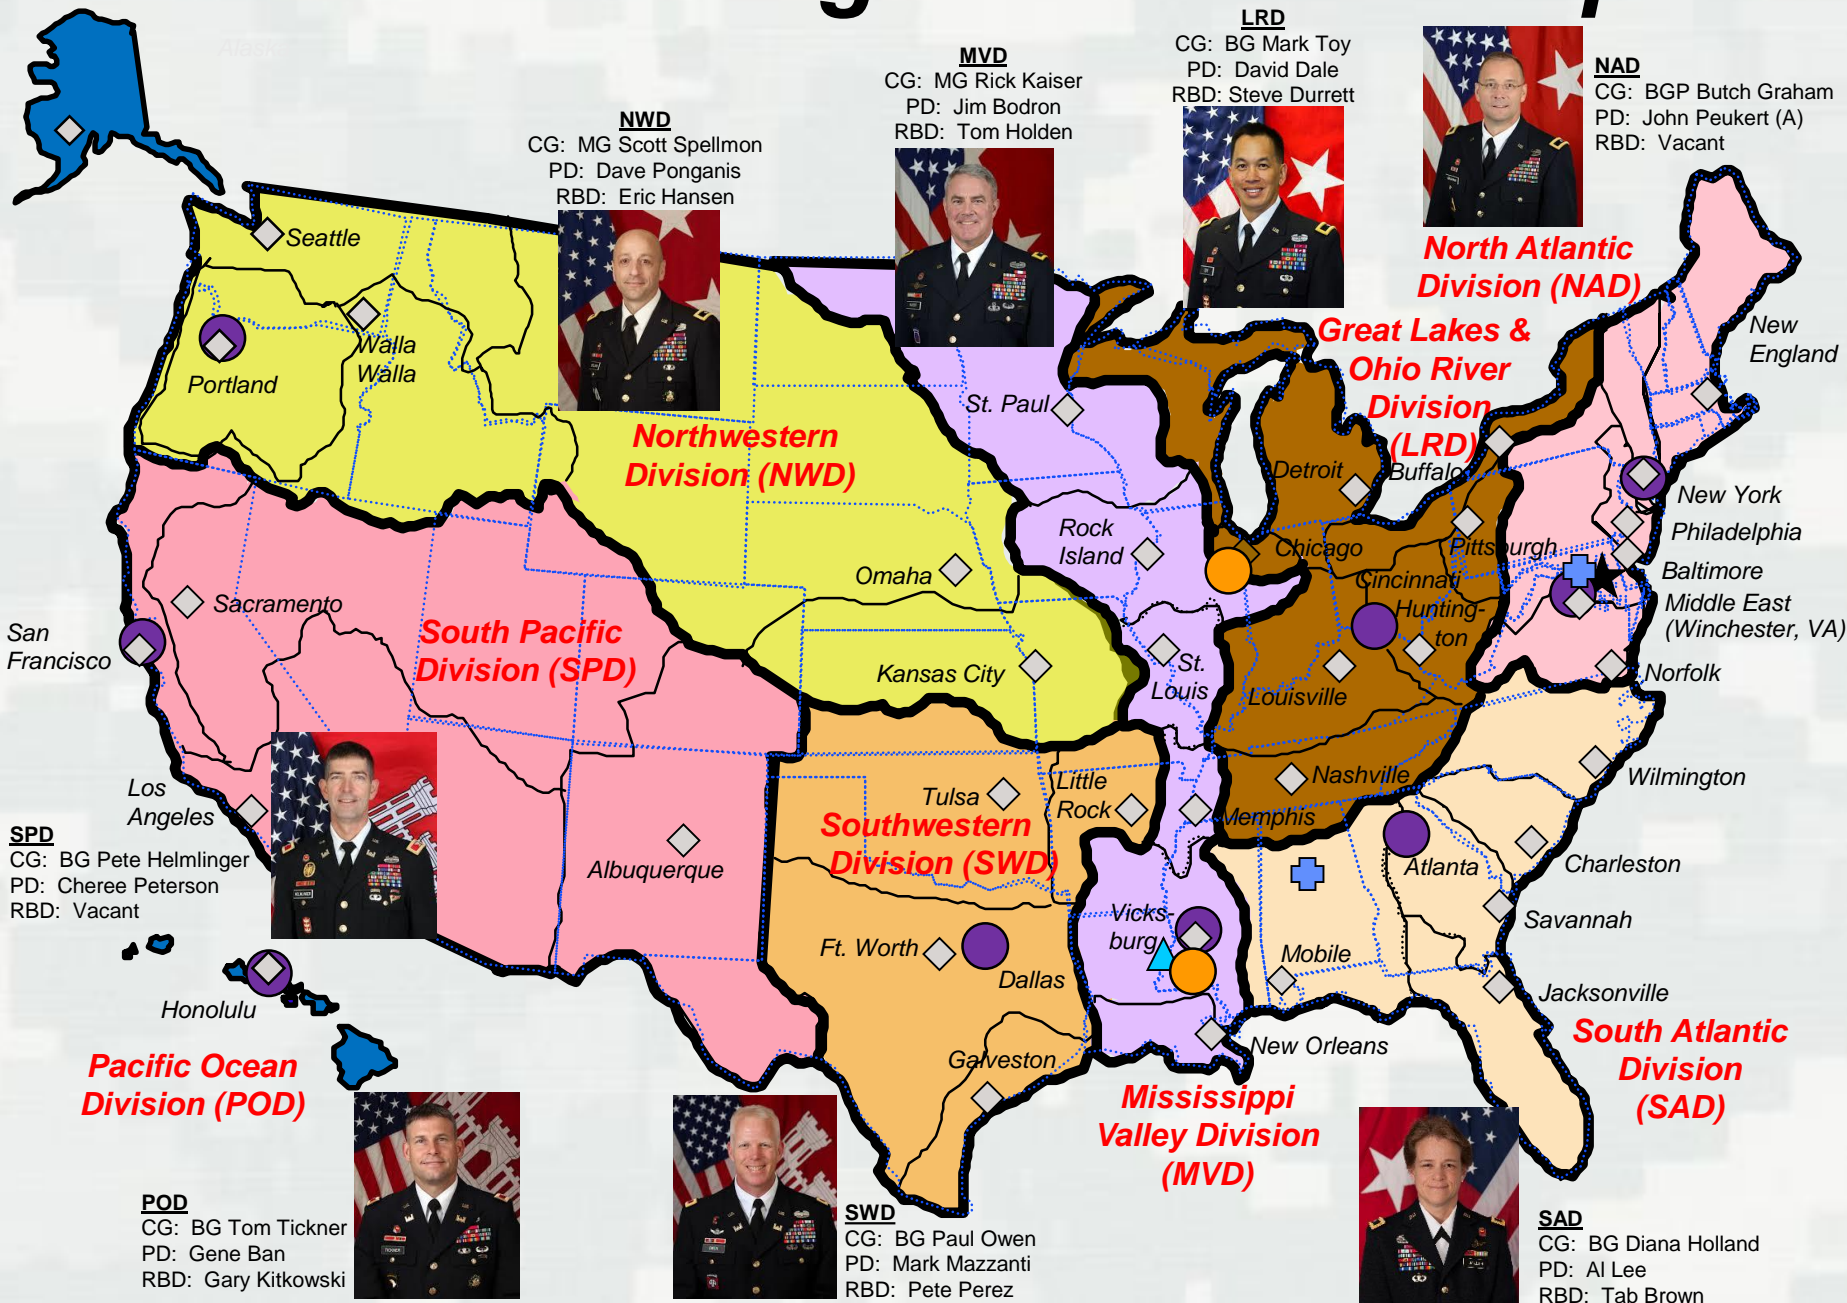 LRD
CG: BG Mark Toy
PD: David Dale
RBD: Steve Durrett
MVD
CG: MG Rick Kaiser
PD: Jim Bodron
RBD: Tom Holden
NAD
CG: BGP Butch Graham
PD: John Peukert (A)
RBD: Vacant
NWD
CG: MG Scott Spellmon
PD: Dave Ponganis
RBD: Eric Hansen
Seattle
Walla
Walla
Portland
North Atlantic
Division (NAD)
Great Lakes &
Ohio River
Division
(LRD)
New
England
St. Paul
Northwestern
Division (NWD)
Detroit
Buffalo
New York
Philadelphia
Rock
Island
Chicago
Pittsburgh
Omaha
Cincinnati
Baltimore
Middle East
(Winchester, VA)
Hunting-
ton
Sacramento
San
Francisco
South Pacific
Division (SPD)
Kansas City
St.
Louis
Louisville
Norfolk
Los
Angeles
Tulsa
Little
Rock
Nashville
Wilmington
Memphis
Southwestern
Division (SWD)
SPD
CG: BG Pete Helmlinger
PD: Cheree Peterson
RBD: Vacant
Albuquerque
Atlanta
Charleston
Vicks-
burg
Savannah
Ft. Worth
Dallas
Mobile
Jacksonville
Honolulu
Galveston
New Orleans
South Atlantic
Division
(SAD)
Pacific Ocean
Division (POD)
Mississippi
Valley Division
(MVD)
POD
CG: BG Tom Tickner
PD: Gene Ban
RBD: Gary Kitkowski
SWD
CG: BG Paul Owen
PD: Mark Mazzanti
RBD: Pete Perez
SAD
CG: BG Diana Holland
PD: Al Lee
RBD: Tab Brown